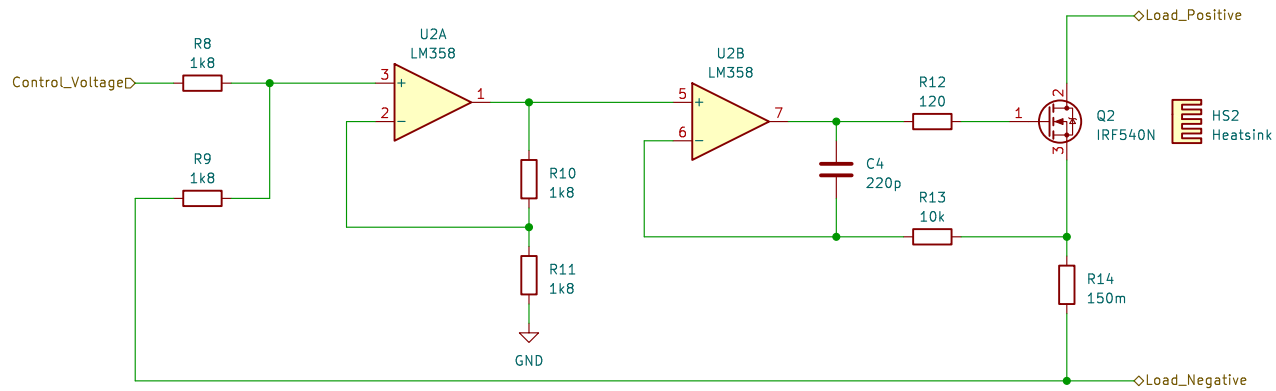 Load_Positive
U2A
LM358
R8
1k8
Control_Voltage
3
+
1
2
−
U2B
LM358
5
+
7
6
−
R12
120
1
2
3
Q2
IRF540N
HS2
Heatsink
R9
1k8
R10
1k8
C4
220p
R13
10k
R11
1k8
R14
150m
GND
Load_Negative